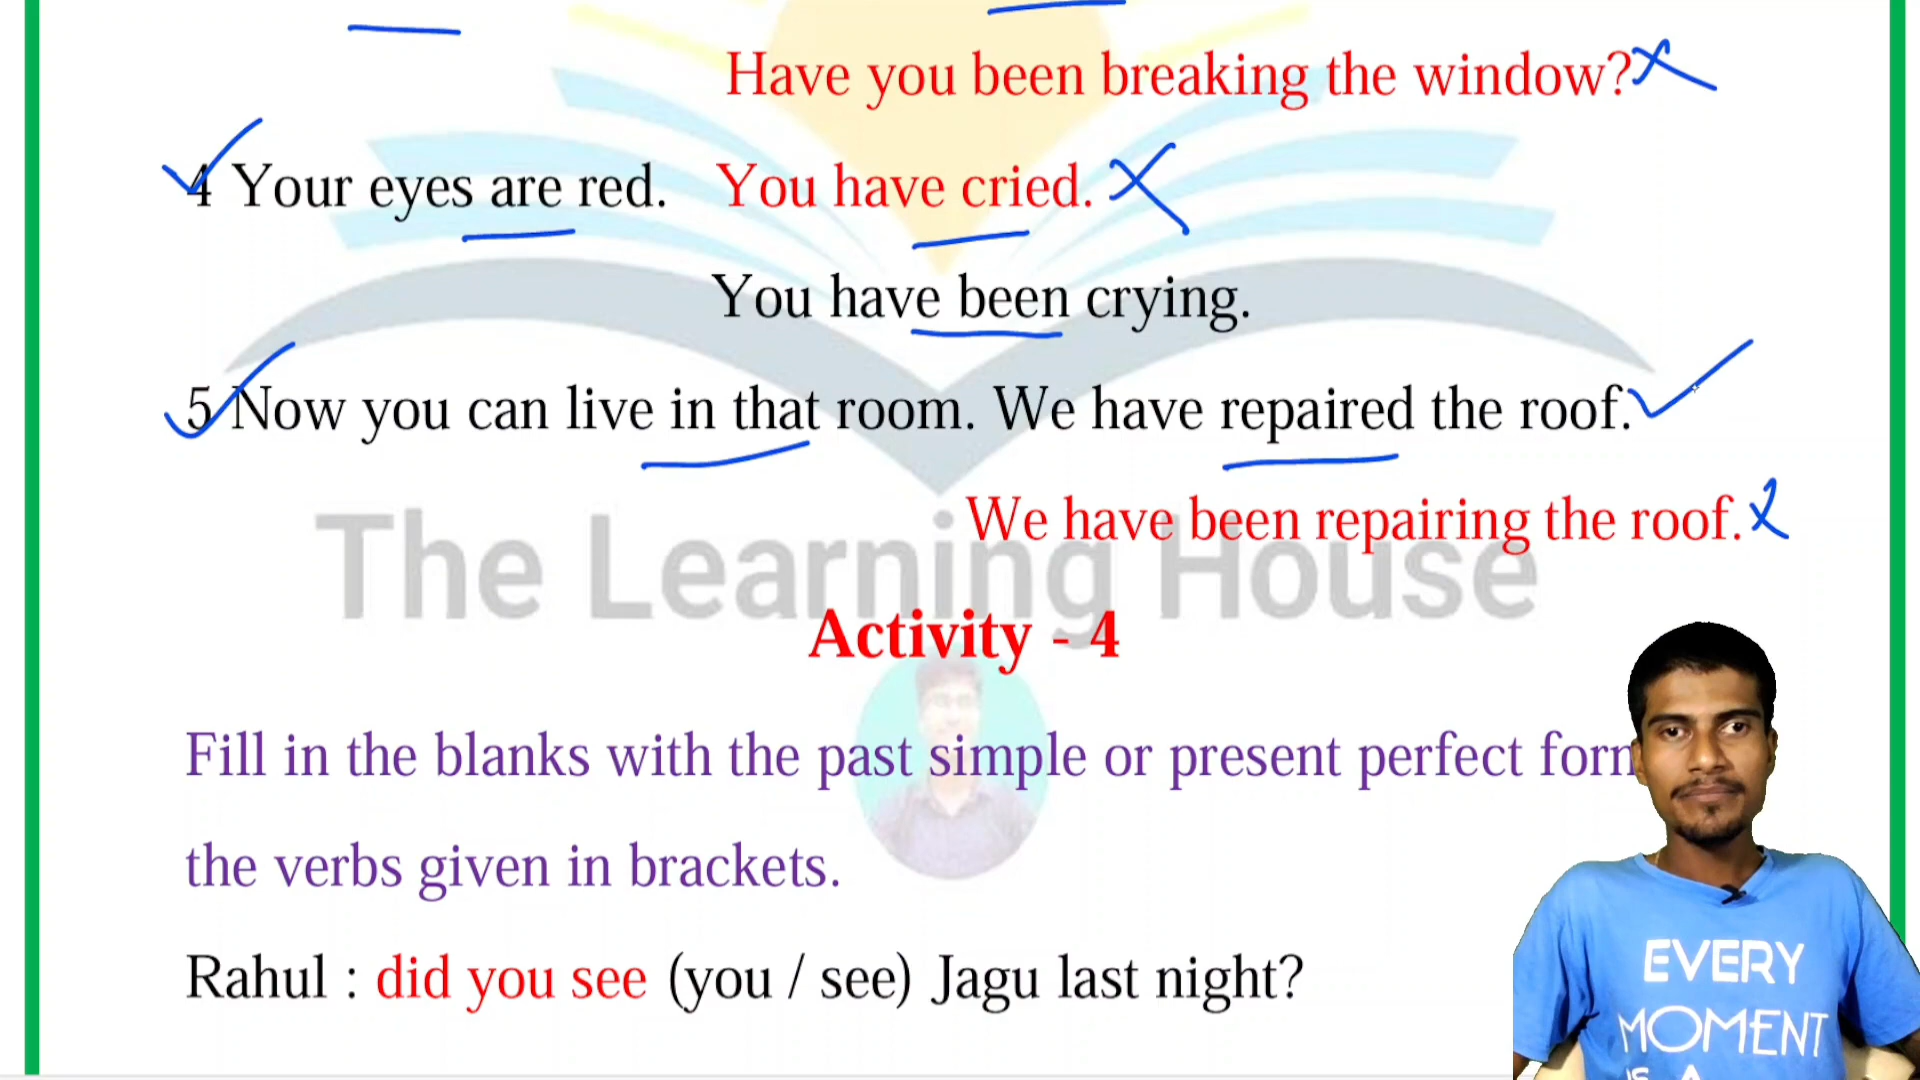 Have you been breaking the window?
4 Your eyes are red. You have cried.
You have been crying.
5 Now you can live in that room. We have repaired the roof.
We have been repairing the roof.
The Learning House
Activity - 4
Fill in the blanks with the past simple or present perfect
the verbs given in brackets.
Rahul : did you see (you / see) Jagu last night?
EVERY
MOMENT
IS A